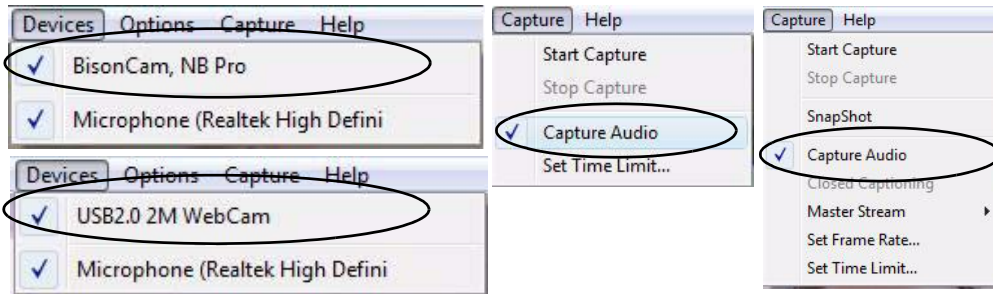 Devices Options Capture Help
BisonCam, NB Pro
Microphone (Realtek High Defini
Devices Options Capture Help
USB2.0 2M WebCam
Microphone (Realtek High Defini
Capture Help
Start Capture
Stop Capture
Capture Audio
Set Time Limit...
Capture Help
Start Capture
Stop Capture
SnapShot
Capture Audio
Closed Captioning
Master Stream
Set Frame Rate...
Set Time Limit...